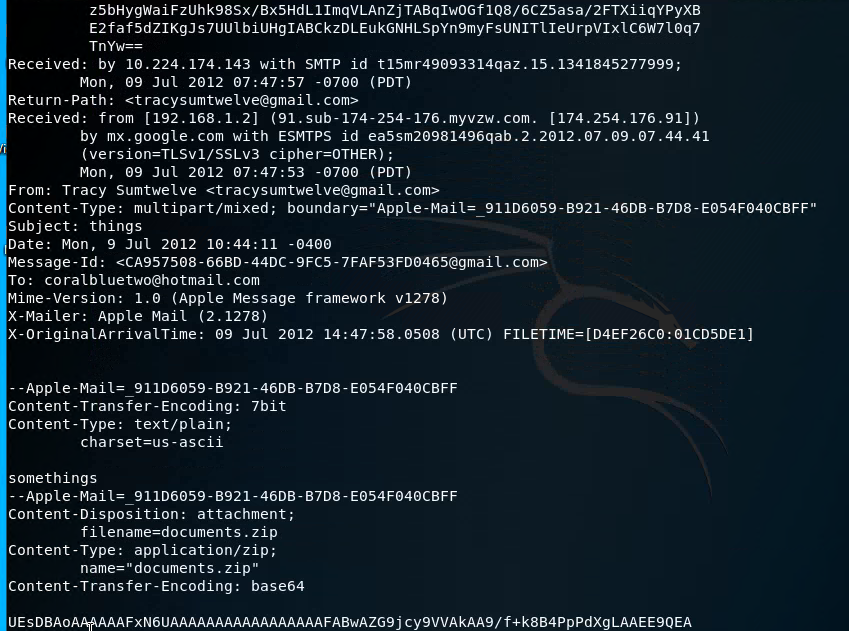 z5bHygWaiFzUhk98Sx/Bx5HdL1ImqVLAnZjTABqIwOGf1Q8/6CZ5asa/2FTXiiqYPyXB
E2faf5dZIKgJs7UUlbiUHgIABCkzDLEukGNHLSpYn9myFsUNITlIeUrpVIxlC6W7l0q7
TnYw==
Received: by 10.224.174.143 with SMTP id t15mr49093314qaz.15.1341845277999;
Mon, 09 Jul 2012 07:47:57 -0700 (PDT)
Return-Path: <tracysumtwelve@gmail.com>
Received: from [192.168.1.2] (91.sub-174-254-176.myvzw.com. [174.254.176.91])
by mx.google.com with ESMTPS id ea5sm20981496qab.2.2012.07.09.07.44.41
(version=TLSv1/SSLv3 cipher=OTHER);
Mon, 09 Jul 2012 07:47:53 -0700 (PDT)
From: Tracy Sumtwelve <tracysumtwelve@gmail.com>
Content-Type: multipart/mixed; boundary="Apple-Mail=_911D6059-B921-46DB-B7D8-E054F040CBFF"
Subject: things
Date: Mon, 9 Jul 2012 10:44:11 -0400
Message-Id: <CA957508-66BD-44DC-9FC5-7FAF53FD0465@gmail.com>
To: coralbluetwo@hotmail.com
Mime-Version: 1.0 (Apple Message framework v1278)
X-Mailer: Apple Mail (2.1278)
X-OriginalArrivalTime: 09 Jul 2012 14:47:58.0508 (UTC) FILETIME=[D4EF26C0:01CD5DE1]
--Apple-Mail=_911D6059-B921-46DB-B7D8-E054F040CBFF
Content-Transfer-Encoding: 7bit
Content-Type: text/plain;
charset=us-ascii
somethings
--Apple-Mail=_911D6059-B921-46DB-B7D8-E054F040CBFF
Content-Disposition: attachment;
filename=documents.zip
Content-Type: application/zip;
name="documents.zip"
Content-Transfer-Encoding: base64
UEsDBAoAAAAAAFxN6UAAAAAAAAAAAAAAAAAFABwAZG9jcy9VVAkAA9/f+k8B4PpPdXgLAAEE9QEA